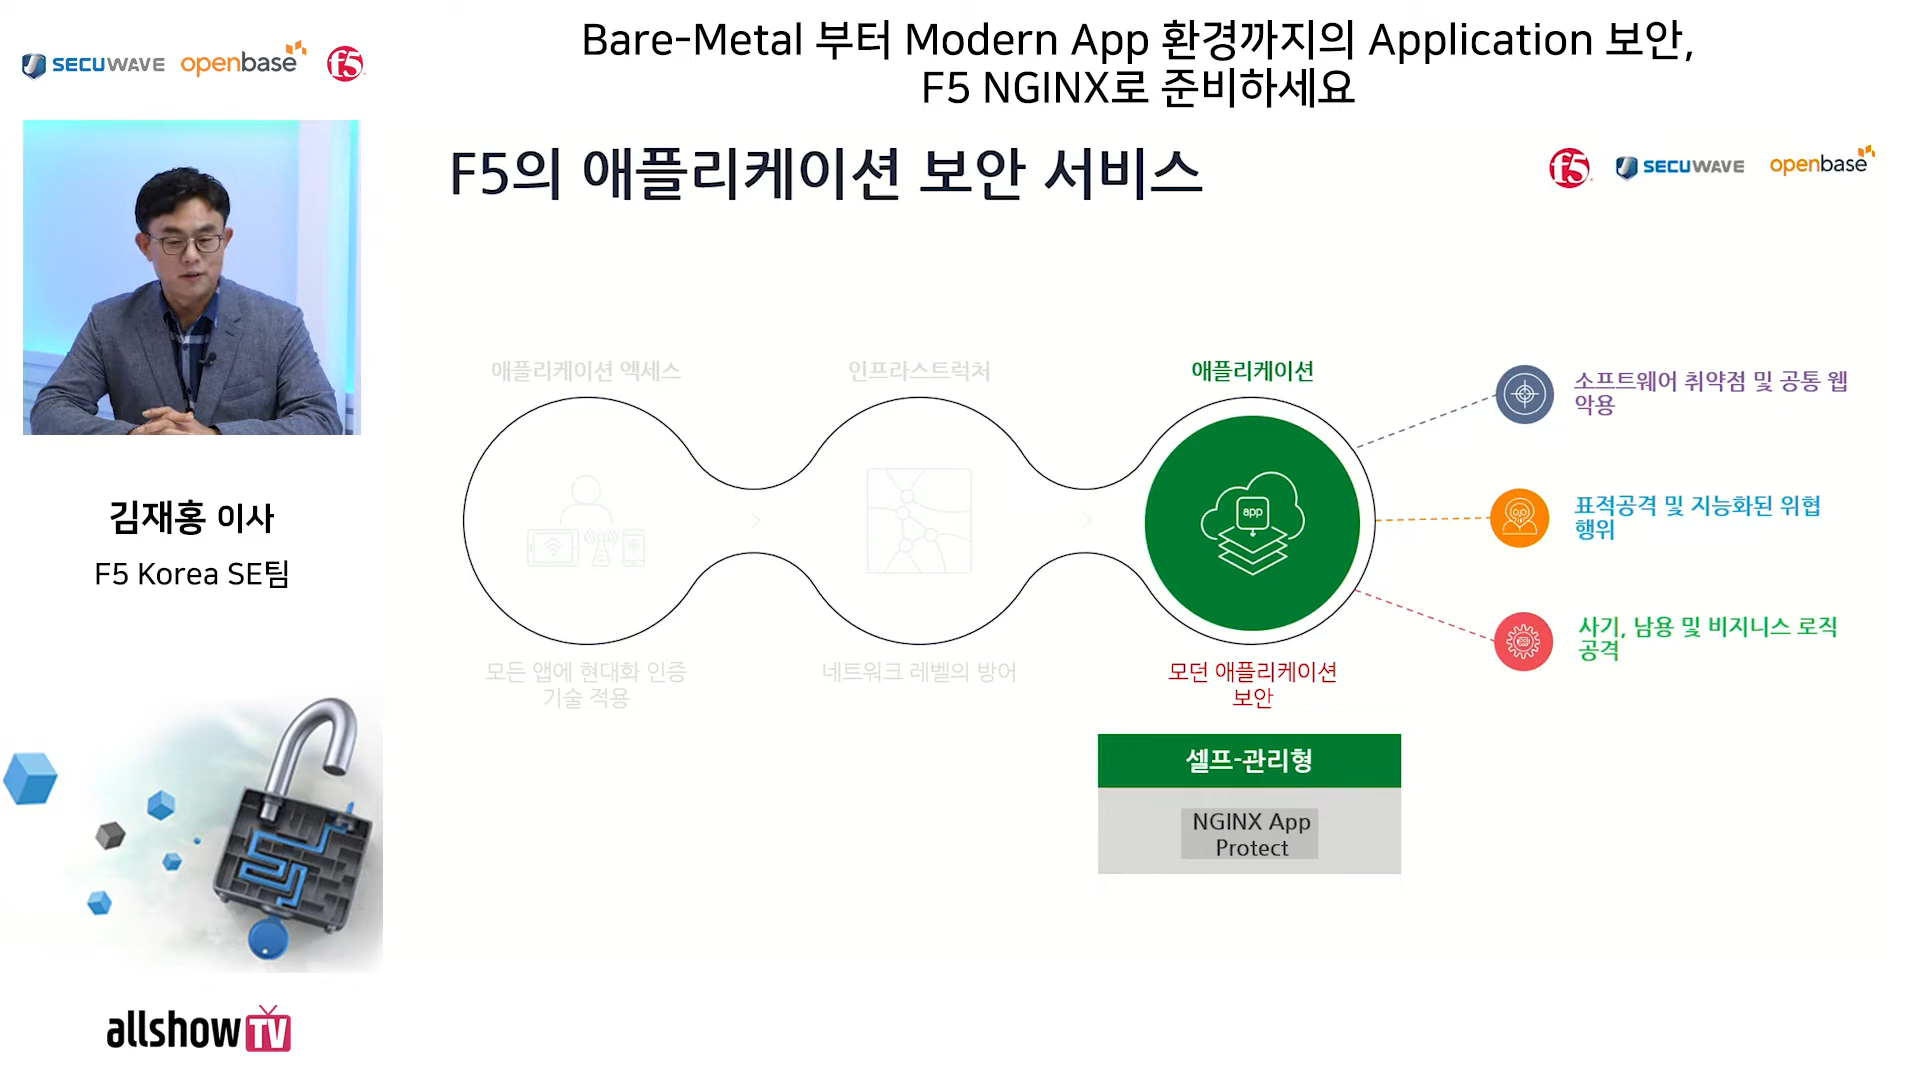 Bare-Metal 부터 Modern App 환경까지의 Application 보안,
F5 NGINX로 준비하세요
SECUWAVE openbase f5
F5의 애플리케이션 보안 서비스
f5 SECUWAVE openbase
김재홍 이사
F5 Korea SE팀
allshow TV
애플리케이션 엑세스
인프라스트럭처
애플리케이션
app
모든 앱에 현대화 인증
기술 적용
네트워크 레벨의 방어
모던 애플리케이션
보안
소프트웨어 취약점 및 공통 웹
악용
표적공격 및 지능화된 위협
행위
사기, 남용 및 비지니스 로직
공격
셀프-관리형
NGINX App
Protect